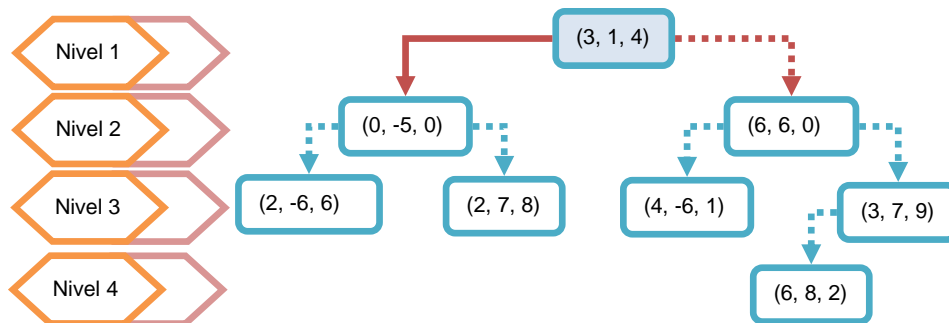 Nivel 1
(3, 1, 4)
Nivel 2
(0, -5, 0)
(6, 6, 0)
Nivel 3
(2, -6, 6)
(2, 7, 8)
(4, -6, 1)
(3, 7, 9)
Nivel 4
(6, 8, 2)